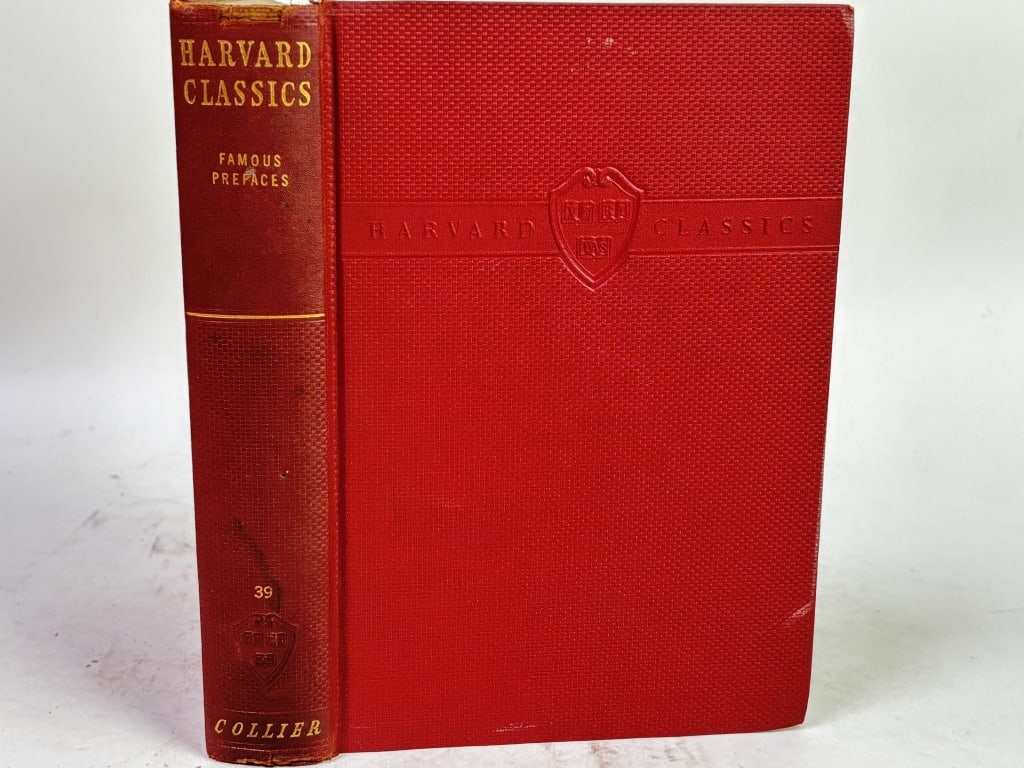 HARVARD
CLASSICS
FAMOUS
PREFACES
39
COLLIER
HARVARD CLASSICS